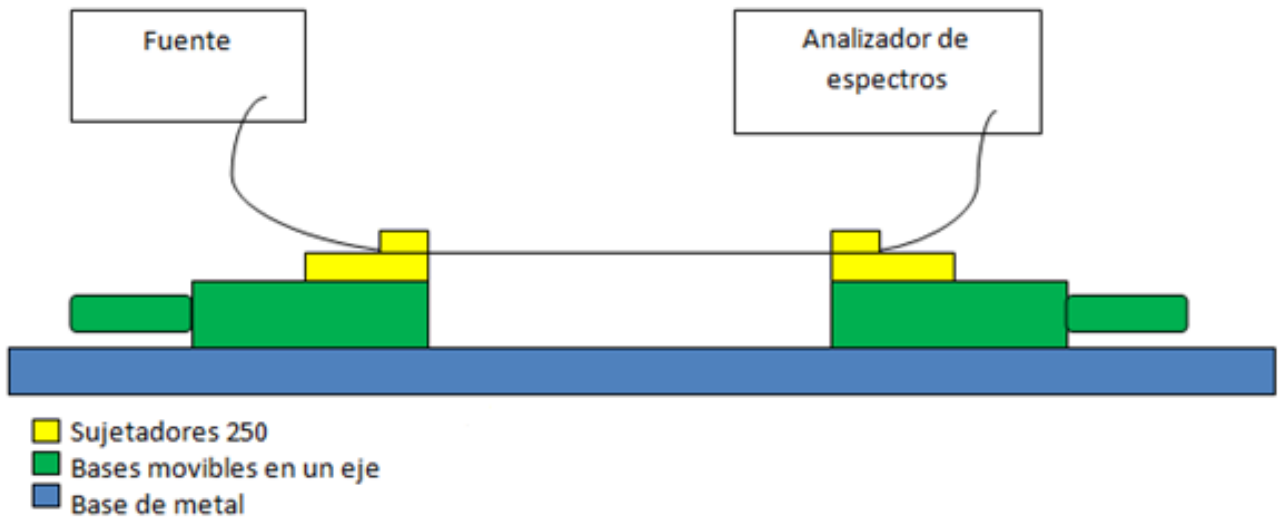 Fuente
Analizador de
espectros
Sujetadores 250
Bases movibles en un eje
Base de metal